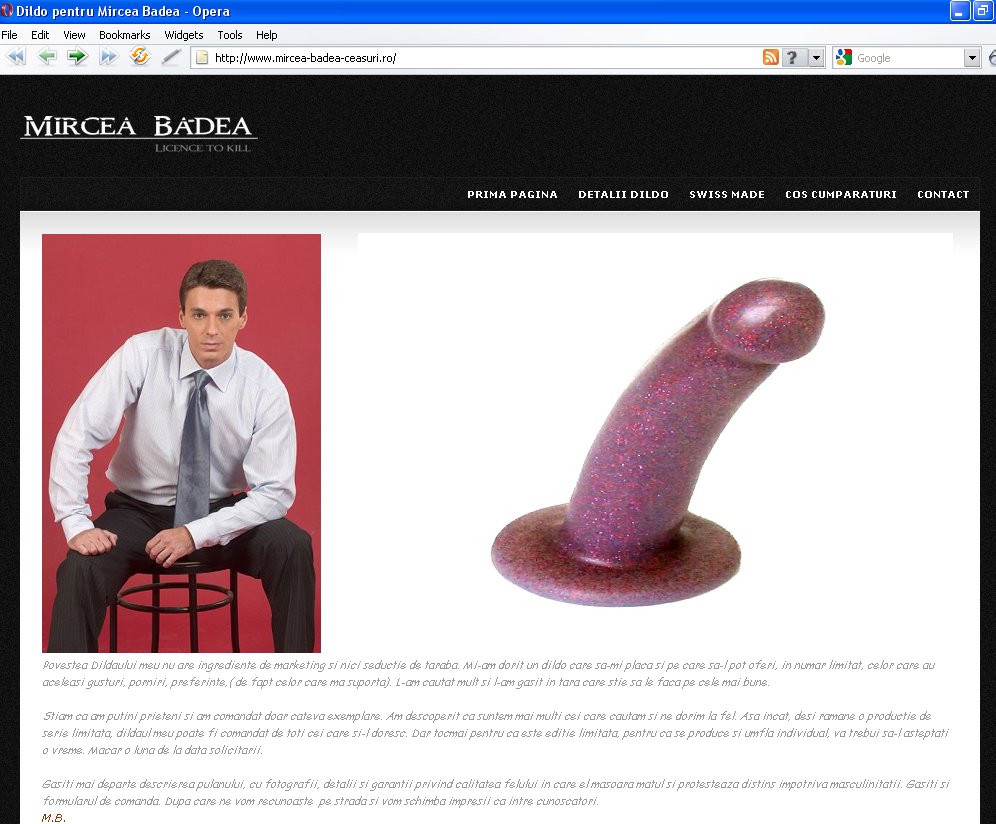 Dildo pentru Mircea Badea - Opera
File Edit View Bookmarks Widgets Tools Help
http://www.mircea-badea-ceasuri.ro/
? Google
MIRCEA BADEA
LICENCE TO KILL
PRIMA PAGINA DETALII DILDO SWISS MADE COS CUMPARATURI CONTACT
Povestea Dildaului meu nu are ingrediente de marketing si nici seductie de taraba. Mi-am dorit un dildo care sa-mi placa si pe care sa-l pot oferi, in numar limitat, celor care au
aceleasi gusturi, porniri, preferinte,( de fapt celor care ma suporta). L-am cautat mult si l-am gasit in tara care stie sa le faca pe cele mai bune.
Stiam ca am putini prieteni si am comandat doar cateva exemplare. Am descoperit ca suntem mai multi cei care cautam si ne dorim la fel. Asa incat, desi ramane o productie de
serie limitata, dildaul meu poate fi comandat de toti cei care si-l doresc. Dar tocmai pentru ca este editie limitata, pentru ca se produce si umfla individual, va trebui sa-l asteptati
o vreme. Macar o luna de la data solicitarii.
Gasiti mai departe descrierea pulanului, cu fotografii, detalii si garantii privind calitatea felului in care el masoara matul si protesteaza distins impotriva masculinitatii. Gasiti si
formularul de comanda. Dupa care ne vom recunoaste pe strada si vom schimba impresii ca intre cunoscatori.
M.B.